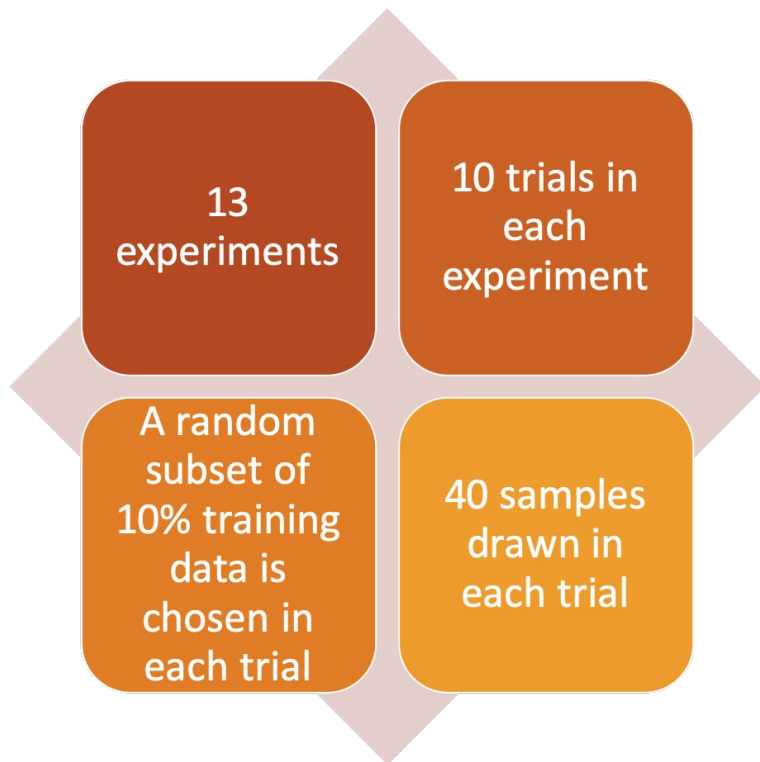 13
experiments
10 trials in
each
experiment
A random
subset of
10% training
data is
chosen in
each trial
40 samples
drawn in
each trial